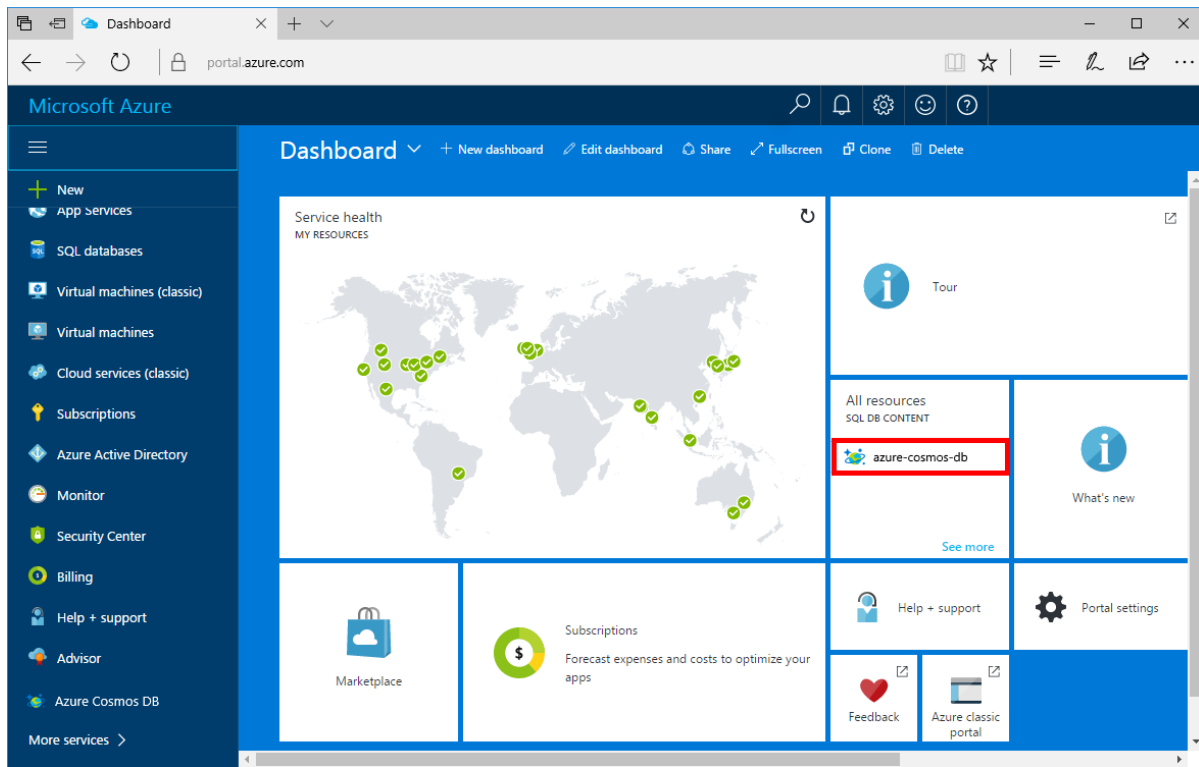 Dashboard
portal.azure.com
Microsoft Azure
Dashboard
New dashboard
Edit dashboard
Share
Fullscreen
Clone
Delete
New
App Services
SQL databases
Virtual machines (classic)
Virtual machines
Cloud services (classic)
Subscriptions
Azure Active Directory
Monitor
Security Center
Billing
Help + support
Advisor
Azure Cosmos DB
More services
Service health
MY RESOURCES
Tour
All resources
SQL DB CONTENT
azure-cosmos-db
See more
What's new
Marketplace
$
Subscriptions
Forecast expenses and costs to optimize your
apps
Help + support
Portal settings
Feedback
Azure classic
portal